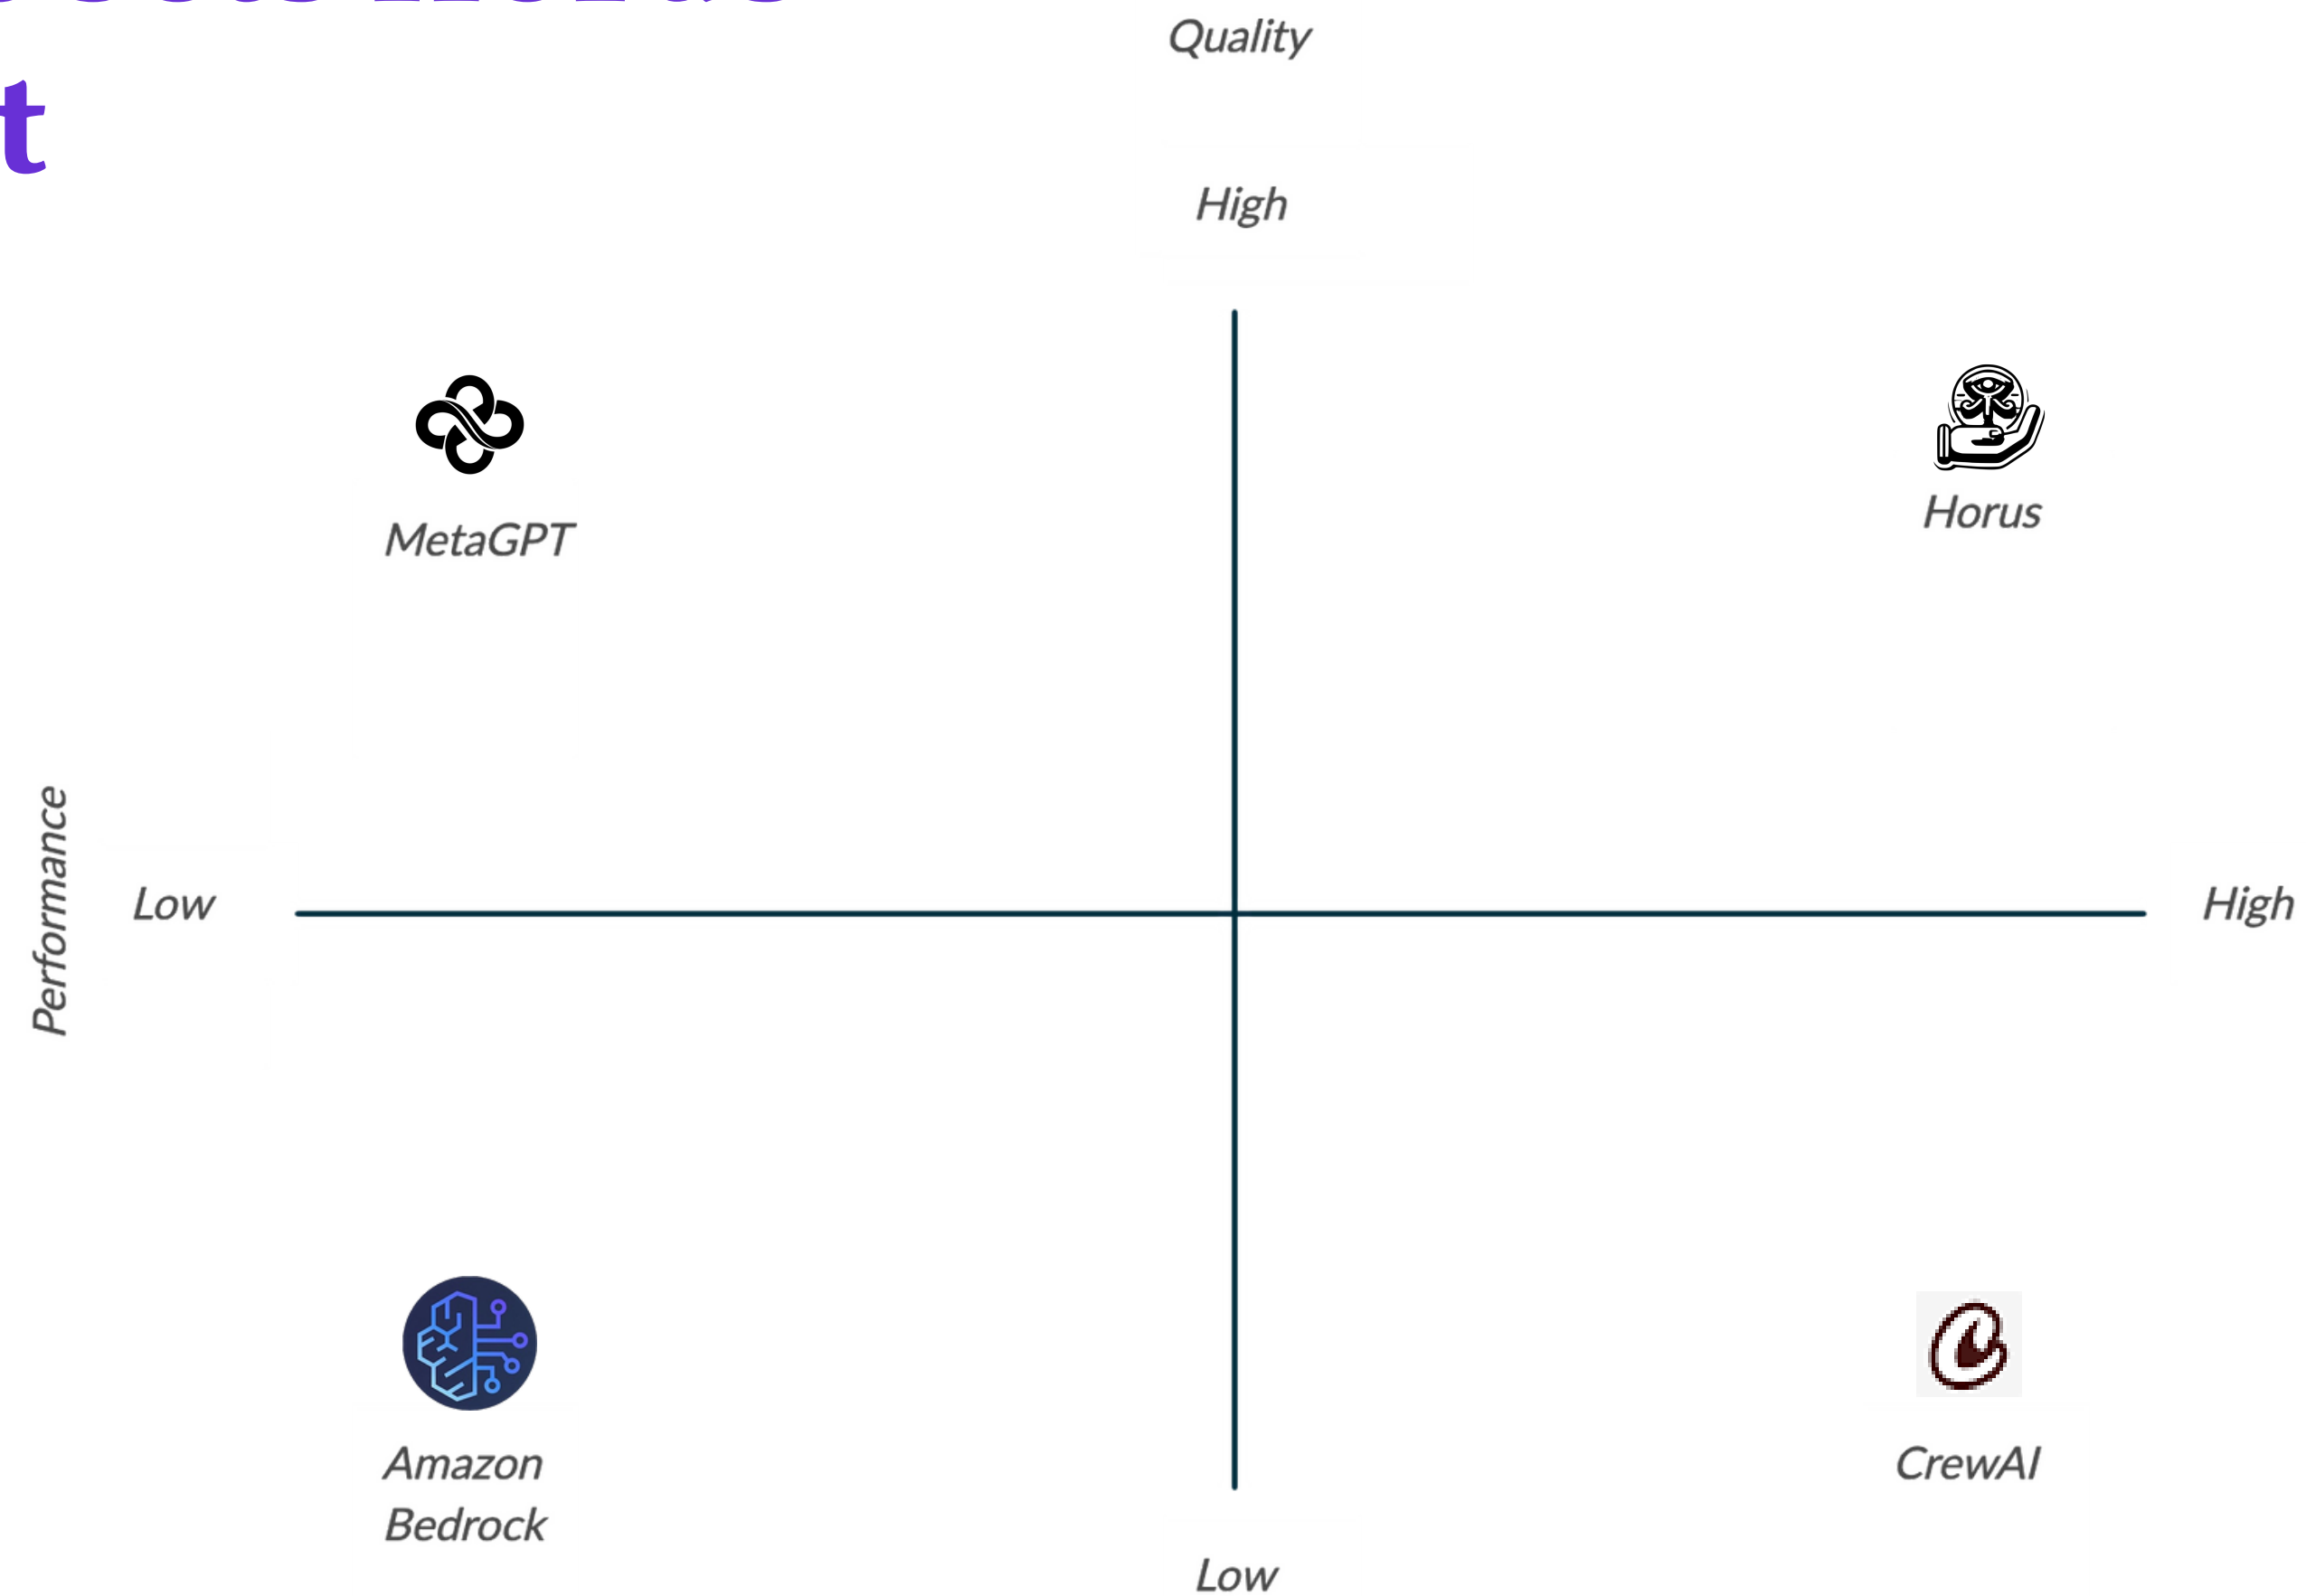 t
Quality
High
MetaGPT
Horus
Performance
Low
High
Amazon
Bedrock
CrewAI
Low